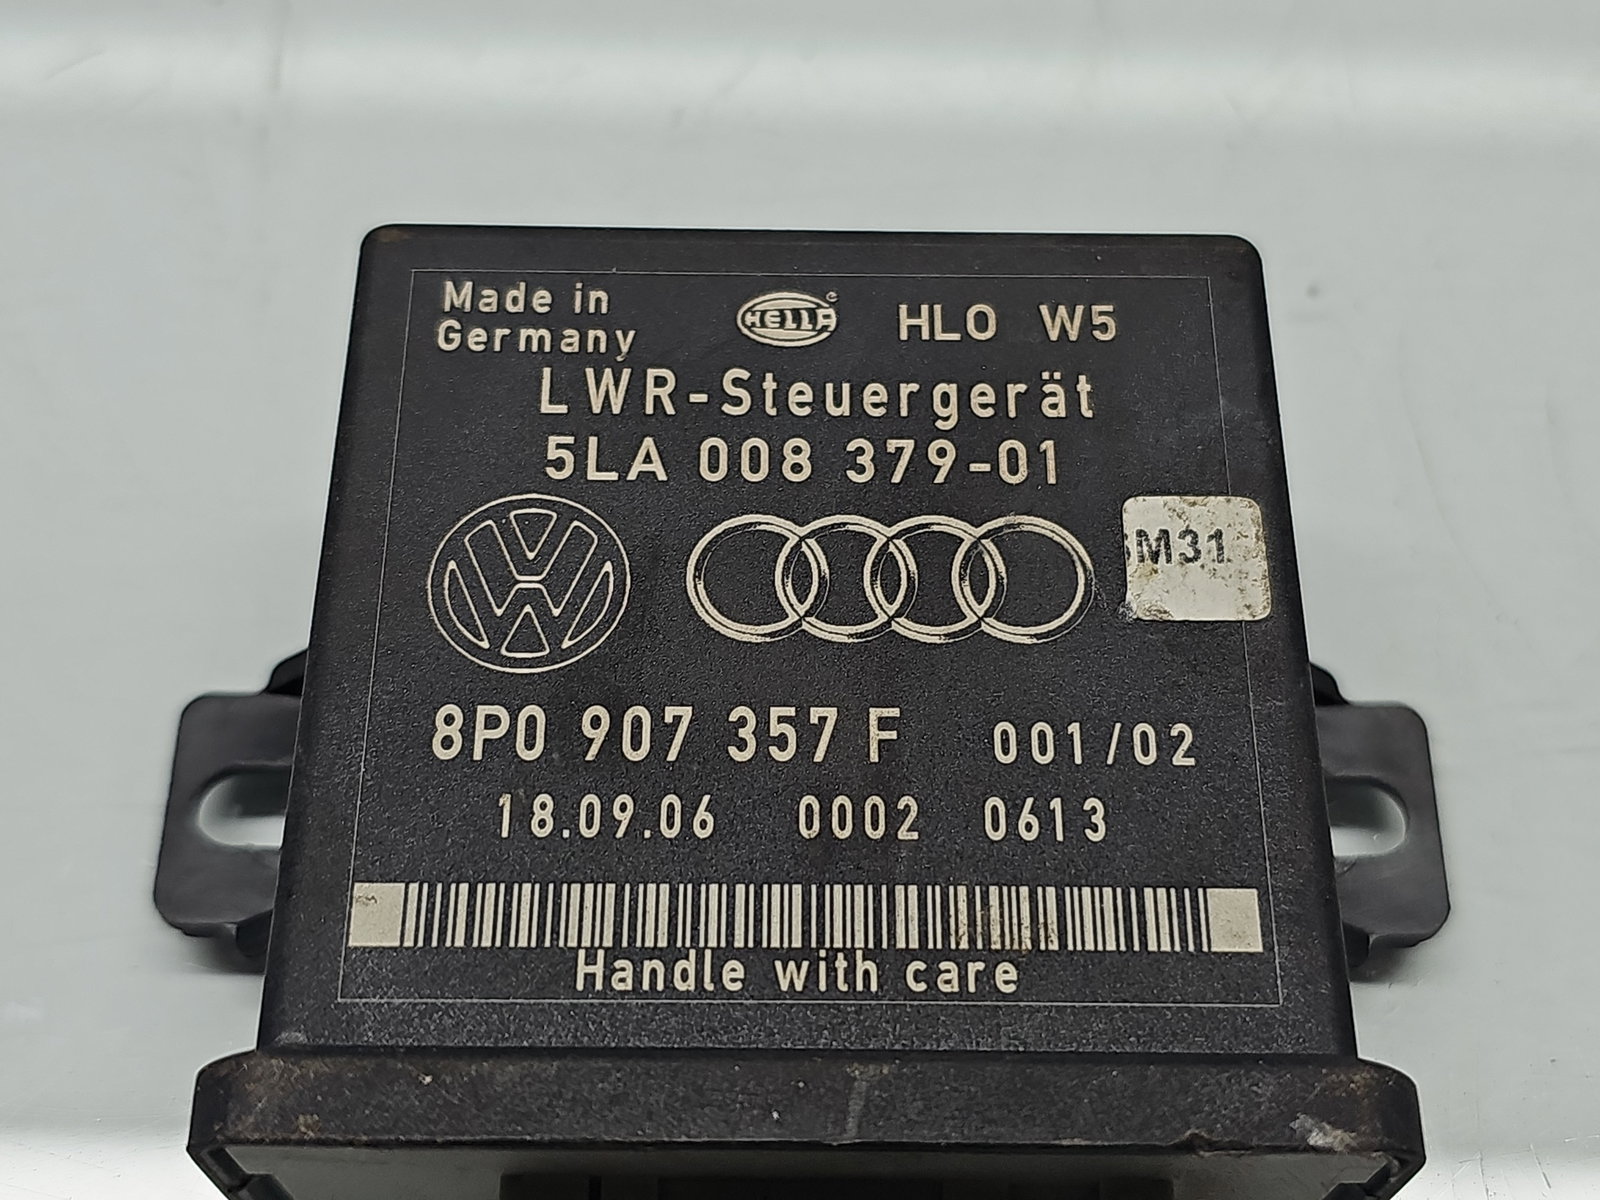 Made in
Germany
HELLA
HLO W5
LWR-Steuergerät
5LA 008 379-01
M31
8P0 907 357 F 001/02
18.09.06 0002 0613
Handle with care